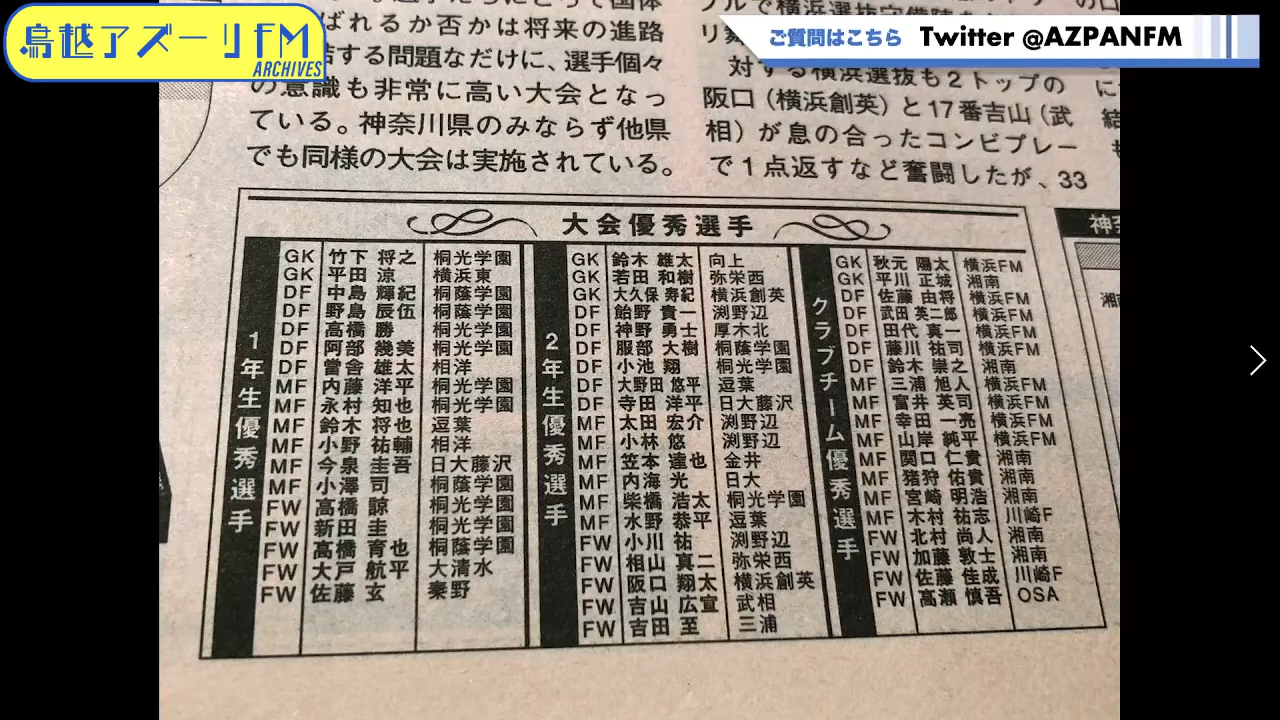 鳥越アズーリFM
ARCHIVES
ご質問はこちら Twitter @AZPANFM
ばれるか否かは将来の進路
する問題なだけに、選手個々
の意識も非常に高い大会となっ
ている。神奈川県のみならず他県
でも同様の大会は実施されている。
対する横浜選抜も2トップの
阪口（横浜創英）と17番吉山（武
相）が息の合ったコンビプレー
で1点返すなど奮闘したが、33
大会優秀選手
1年生優秀選手
GK 竹下 将之 桐光学園
GK 平田 涼 横浜東
DF 中島 輝紀 桐蔭学園
DF 野島 辰伍 桐蔭学園
DF 高橋 勝 桐光学園
DF 阿部 幾美 桐光学園
DF 當舎 雄太 相洋
MF 内藤 洋平 桐光学園
MF 永村 知也 桐光学園
MF 鈴木 将也 逗葉
MF 小野 祐輔 相洋
MF 今泉 圭吾 日大藤沢
MF 小澤 司 桐蔭学園
FW 高橋 諒 桐光学園
FW 新田 圭 桐光学園
FW 高橋 育也 桐蔭学園
FW 大戸 航平 大清水
FW 佐藤 玄 秦野
2年生優秀選手
GK 鈴木 雄太 向上
GK 若田 和樹 弥栄西
GK 大久保 寿紀 横浜創英
DF 飴野 貴一 渕野辺
DF 神野 勇士 厚木北
DF 服部 大樹 桐蔭学園
DF 小池 翔 桐光学園
DF 大野田 悠平 逗葉
DF 寺田 洋平 日大藤沢
MF 太田 宏介 渕野辺
MF 小林 悠 渕野辺
MF 笠本 達也 金井
MF 内海 光 日大
MF 柴橋 浩太 桐光学園
MF 水野 恭平 逗葉
FW 小川 祐 渕野辺
FW 相山 真二 弥栄西
FW 阪口 翔太 横浜創英
FW 吉山 広宣 武相
FW 吉田 至 三浦
クラブチーム優秀選手
GK 秋元 陽太 横浜FM
GK 平川 正城 湘南
DF 佐藤 由将 横浜FM
DF 武田 英二郎 横浜FM
DF 田代 真一 横浜FM
DF 藤川 祐司 横浜FM
DF 鈴木 崇之 湘南
MF 三浦 旭人 横浜FM
MF 富井 英司 横浜FM
MF 幸田 一亮 横浜FM
MF 山岸 純平 横浜FM
MF 関口 仁貴 湘南
MF 猪狩 佑貴 湘南
MF 宮崎 明浩 湘南
MF 木村 祐志 川崎F
FW 北村 尚人 湘南
FW 加藤 敦士 湘南
FW 佐藤 佳成 川崎F
FW 高瀬 慎吾 OSA